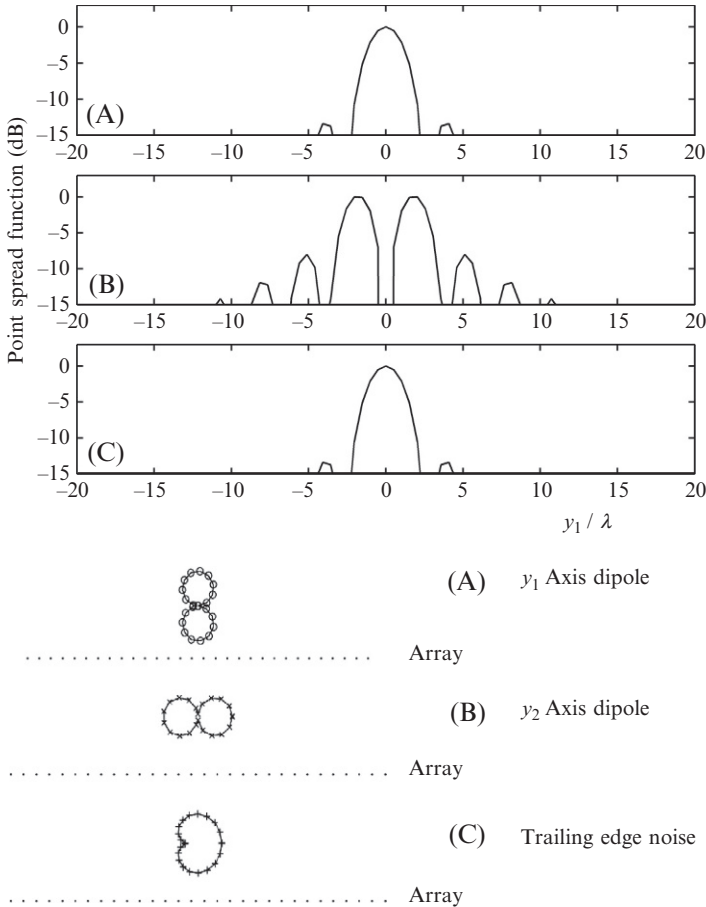 Point spread function (dB)
0
−5
−10
−15
(A)
−20 −15 −10 −5 0 5 10 15 20
0
−5
−10
−15
(B)
−20 −15 −10 −5 0 5 10 15 20
0
−5
−10
−15
(C)
−20 −15 −10 −5 0 5 10 15 20
y₁ / λ
(A) y₁ Axis dipole
Array
(B) y₂ Axis dipole
Array
(C) Trailing edge noise
Array